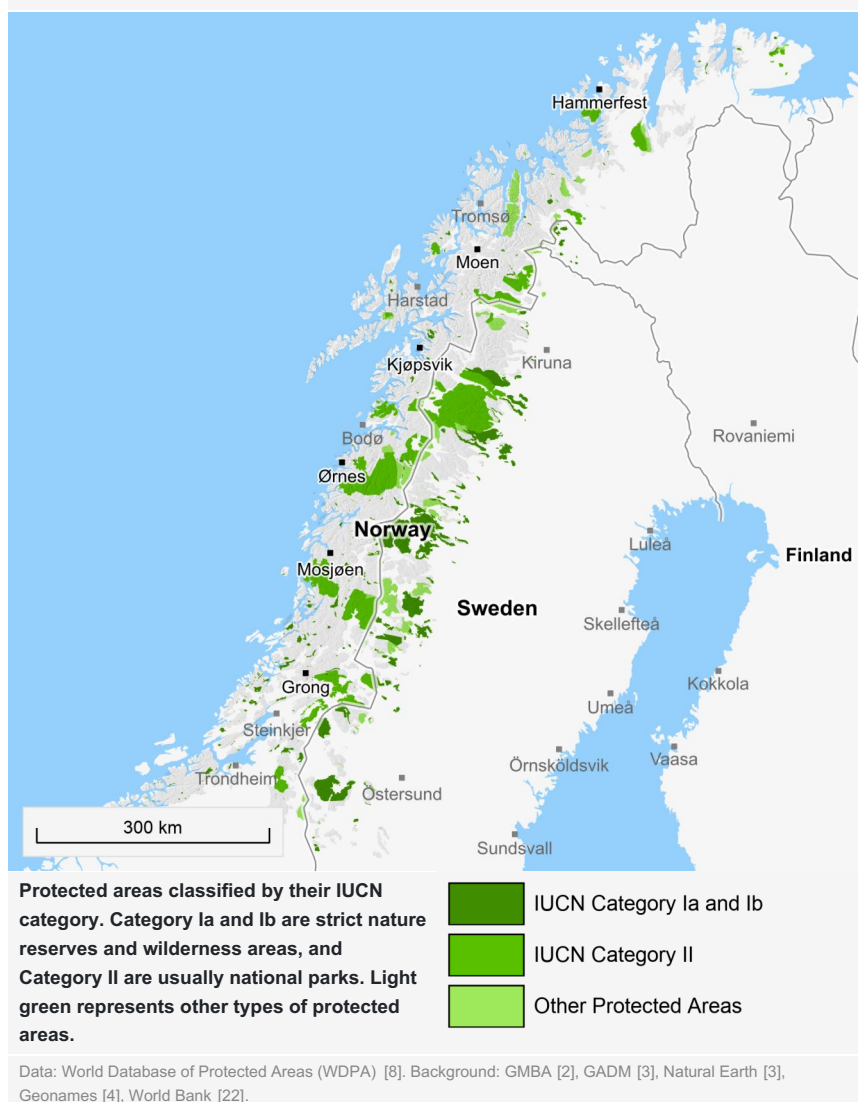 Hammerfest
Tromsø
Moen
Harstad
Kjøpsvik
Kiruna
Bodø
Rovaniemi
Ørnes
Norway
Luleå
Mosjøen
Finland
Sweden
Skellefteå
Grong
Kokkola
Umeå
Steinkjer
Örnsköldsvik
Vaasa
Trondheim
Östersund
300 km
Sundsvall
Protected areas classified by their IUCN
category. Category Ia and Ib are strict nature
reserves and wilderness areas, and
Category II are usually national parks. Light
green represents other types of protected
areas.
IUCN Category Ia and Ib
IUCN Category II
Other Protected Areas
Data: World Database of Protected Areas (WDPA) [8]. Background: GMBA [2], GADM [3], Natural Earth [3],
Geonames [4], World Bank [22].